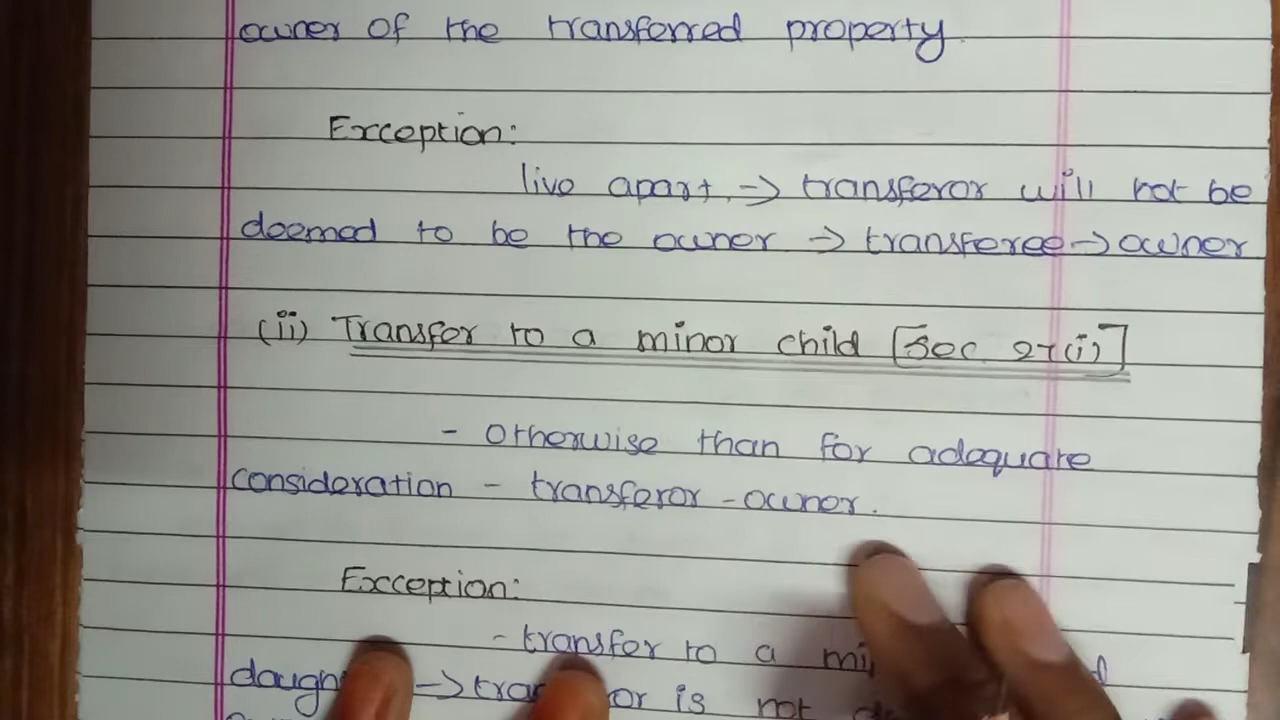 owner of the transferred property.
Exception:
live apart, -> transferor will not be
deemed to be the owner -> transferee -> owner
(ii) Transfer to a minor child [Sec 27(i)]
- Otherwise than for adequate
consideration - transferor - owner.
Exception:
- transfer to a
is not